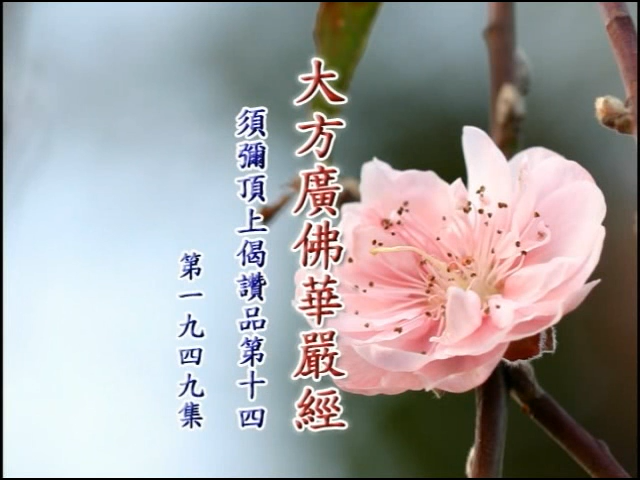 大方廣佛華嚴經
須彌頂上偈讚品第十四
第一九四九集